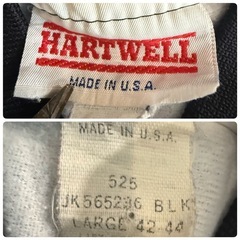 HARTWELL
MADE IN U.S.A.
MADE IN U.S.A.
525
JK565236 BLK
LARGE 42-44